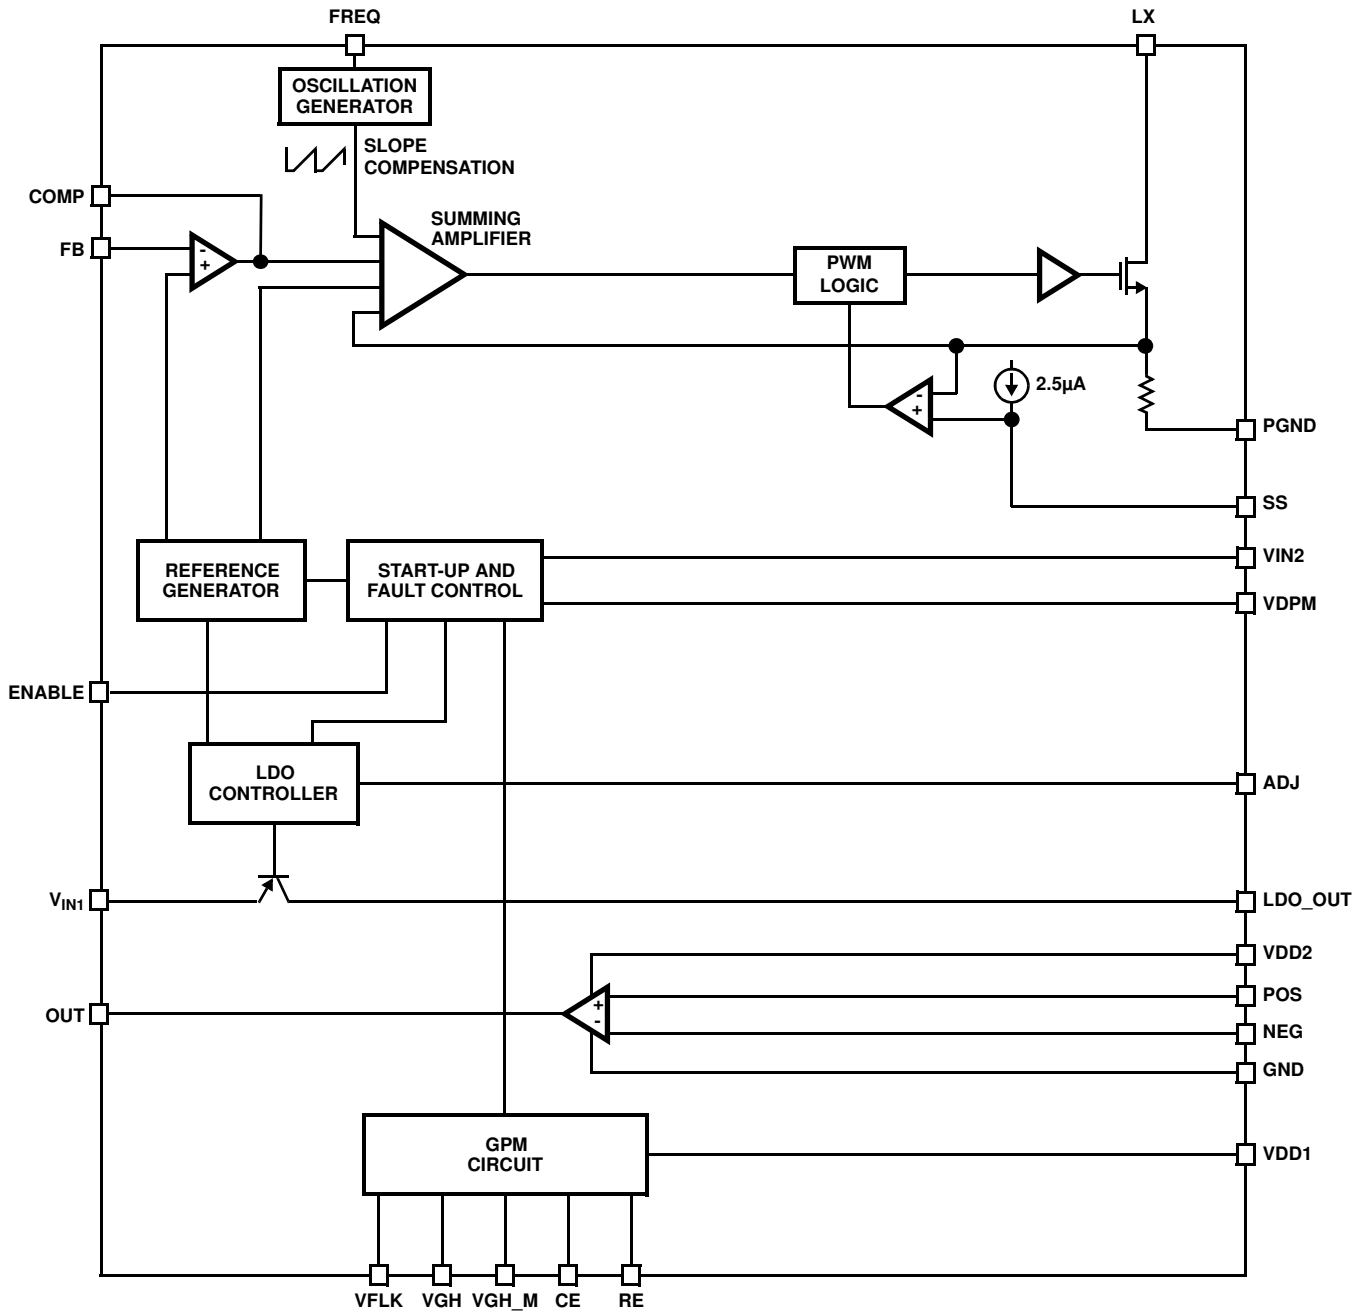 FREQ
LX
OSCILLATION
GENERATOR
SLOPE
COMPENSATION
COMP
FB
-
+
SUMMING
AMPLIFIER
PWM
LOGIC
-
+
2.5µA
PGND
SS
REFERENCE
GENERATOR
START-UP AND
FAULT CONTROL
VIN2
VDPM
ENABLE
LDO
CONTROLLER
ADJ
VIN1
LDO_OUT
VDD2
OUT
+
-
POS
NEG
GND
GPM
CIRCUIT
VDD1
VFLK
VGH
VGH_M
CE
RE